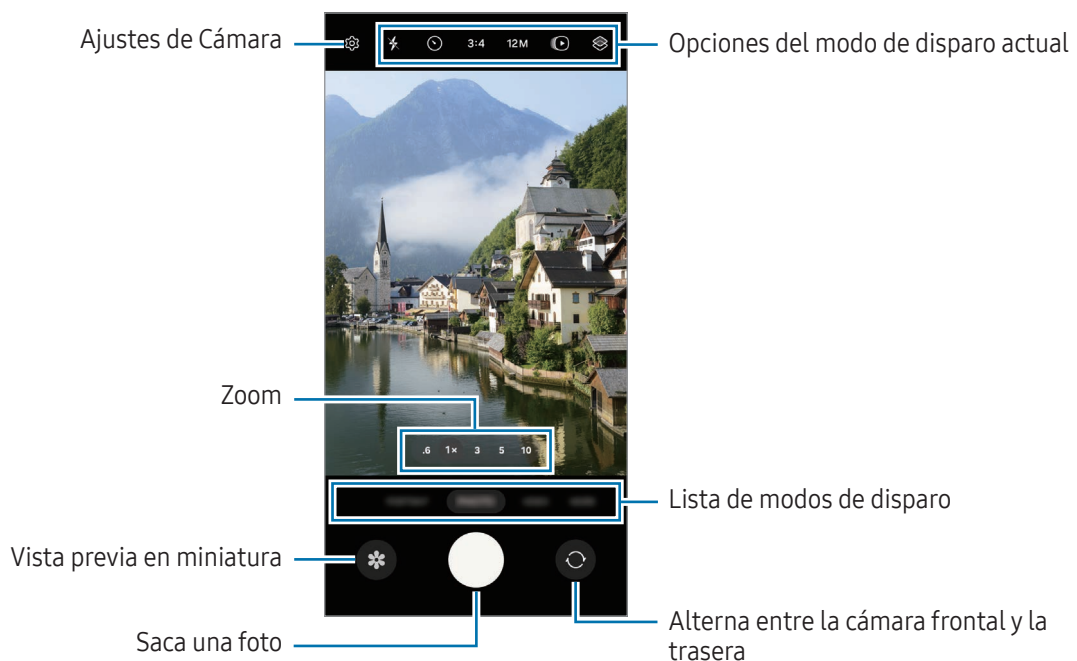 Ajustes de Cámara
3:4
12M
Opciones del modo de disparo actual
Zoom
.6 1× 3 5 10
Lista de modos de disparo
Vista previa en miniatura
Saca una foto
Alterna entre la cámara frontal y la
trasera